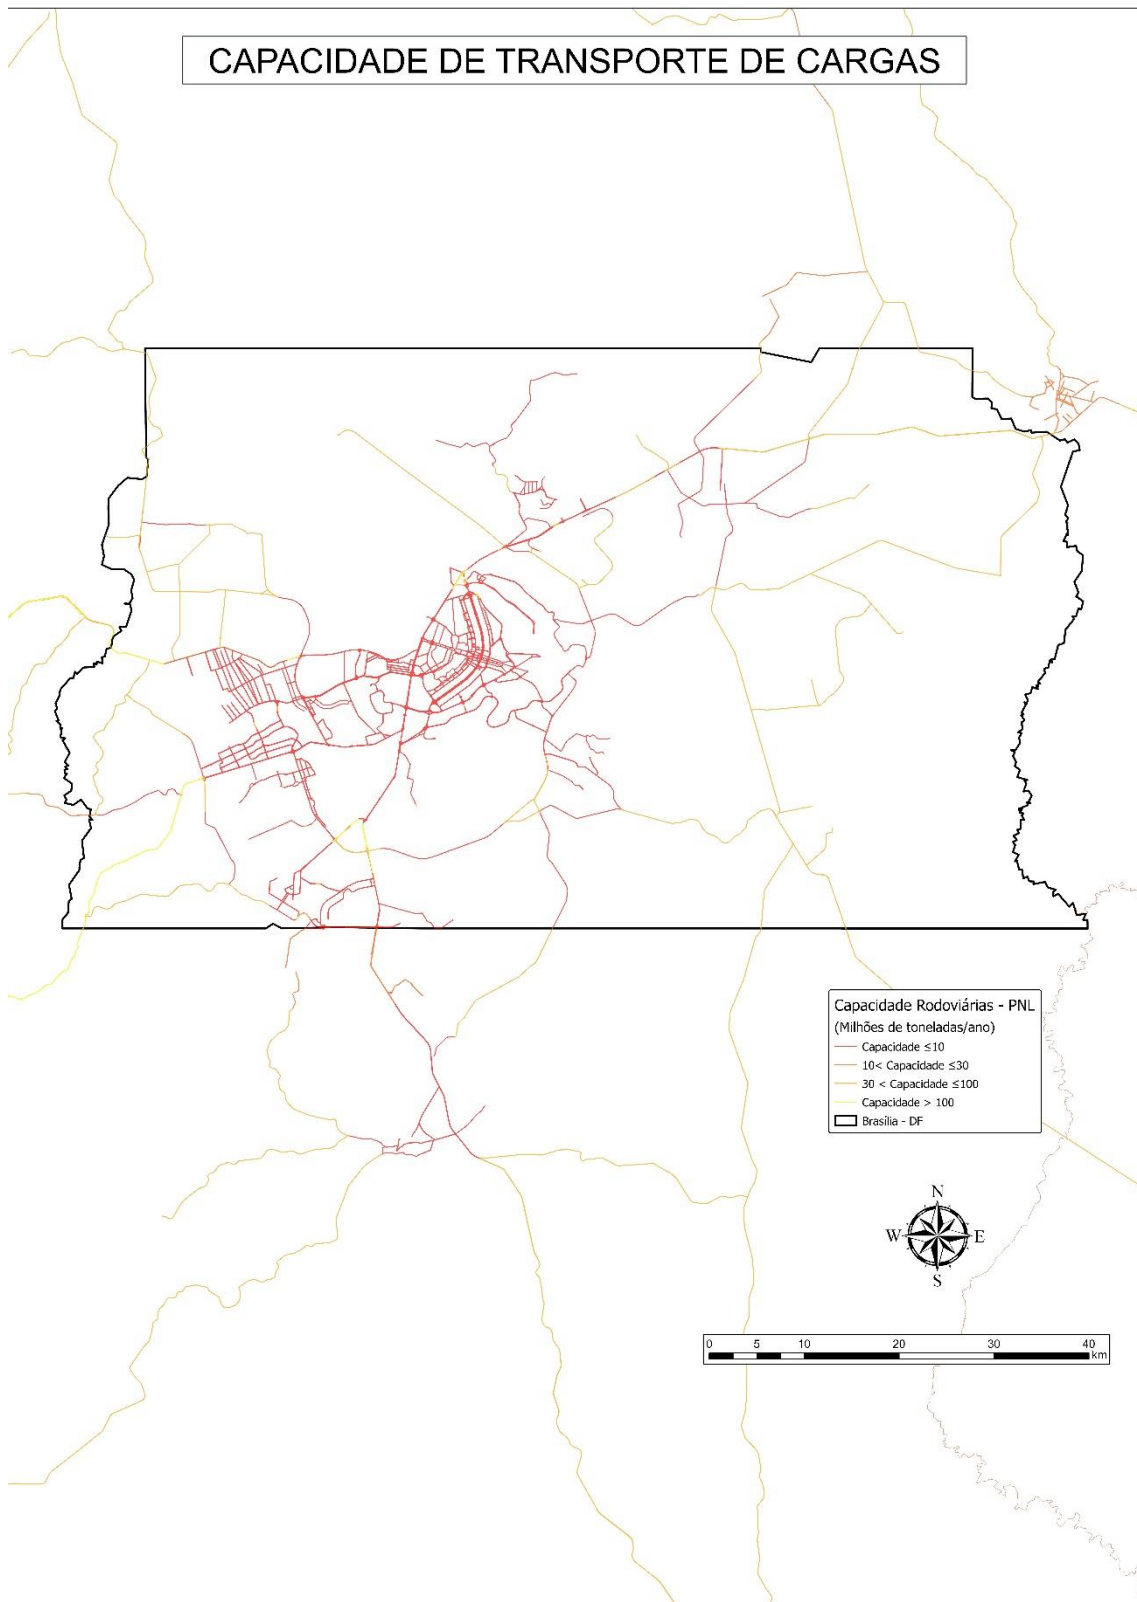 CAPACIDADE DE TRANSPORTE DE CARGAS
Capacidade Rodoviárias - PNL
(Milhões de toneladas/ano)
Capacidade ≤10
10< Capacidade ≤30
30 < Capacidade ≤100
Capacidade > 100
Brasília - DF
N
W E
S
0 5 10 20 30 40
km